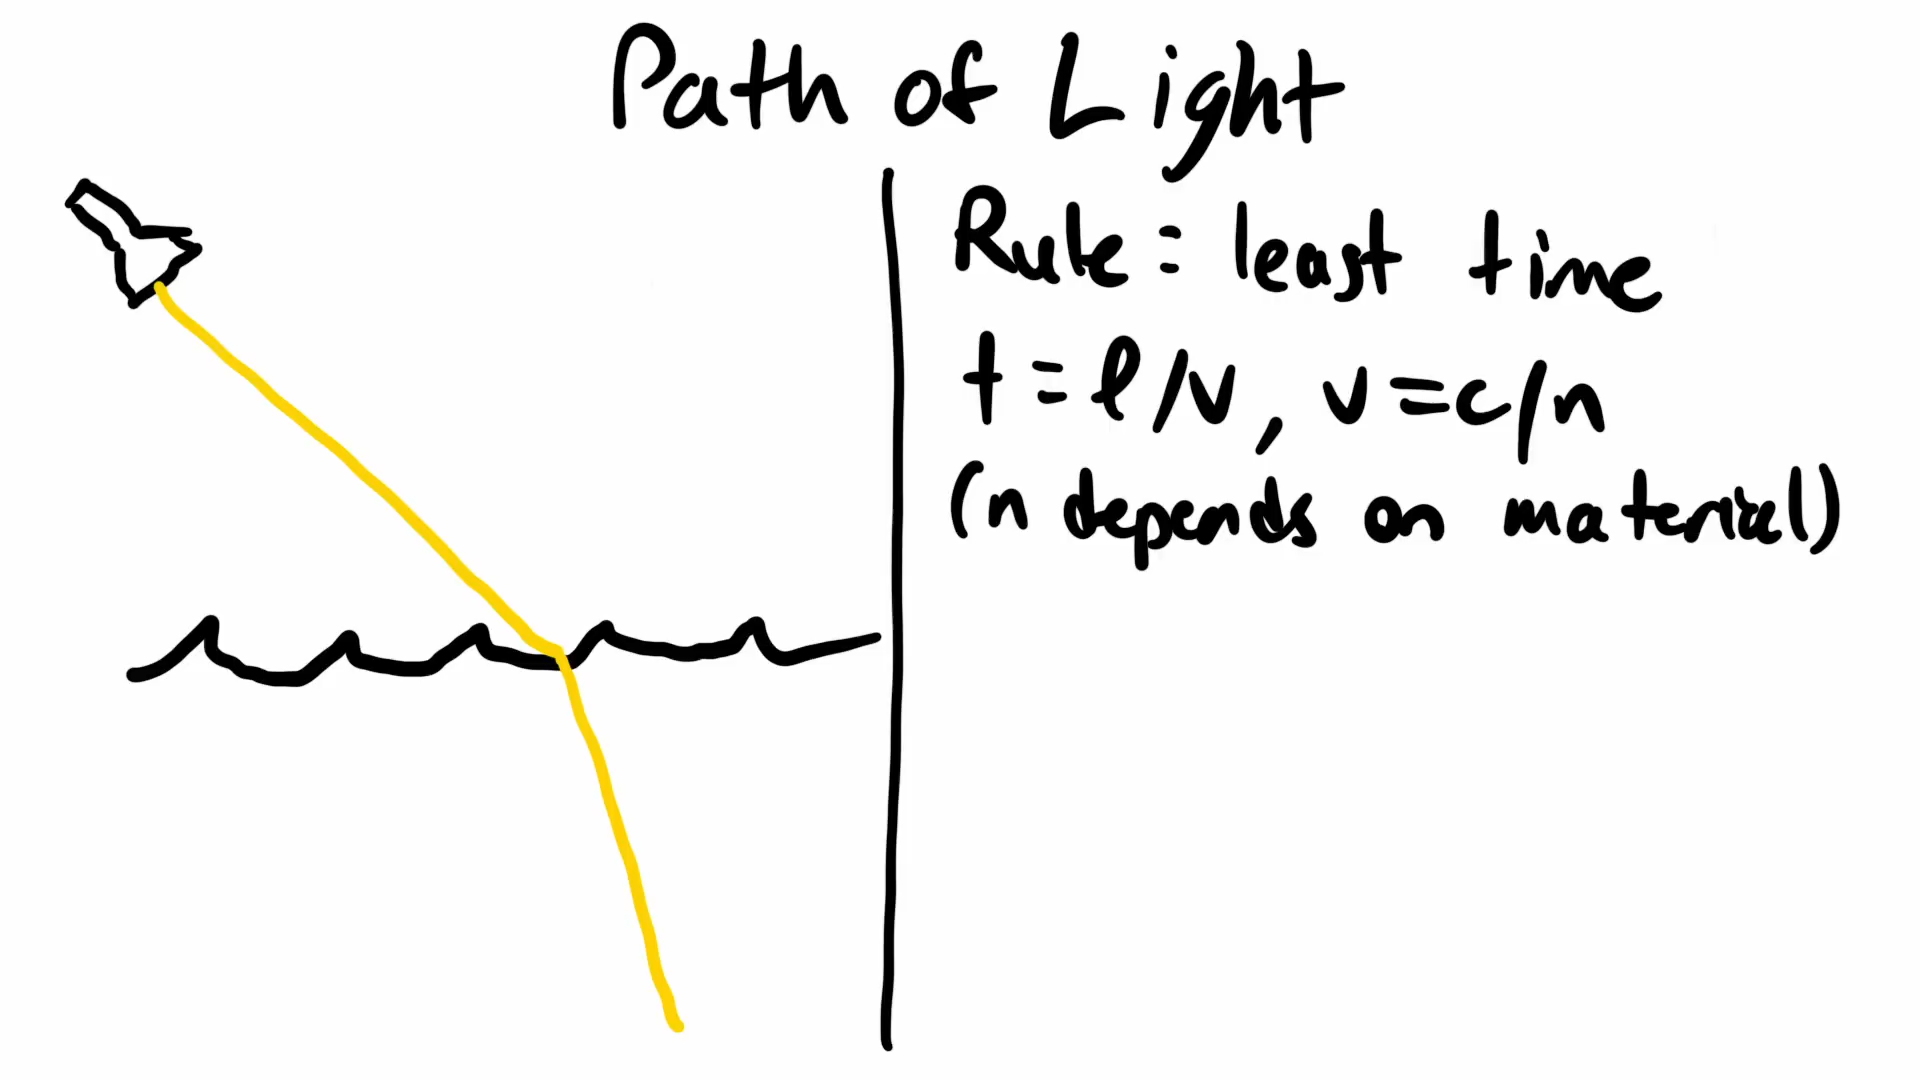 Path of Light
Rule: least time
t = l/v, v = c/n
(n depends on material)